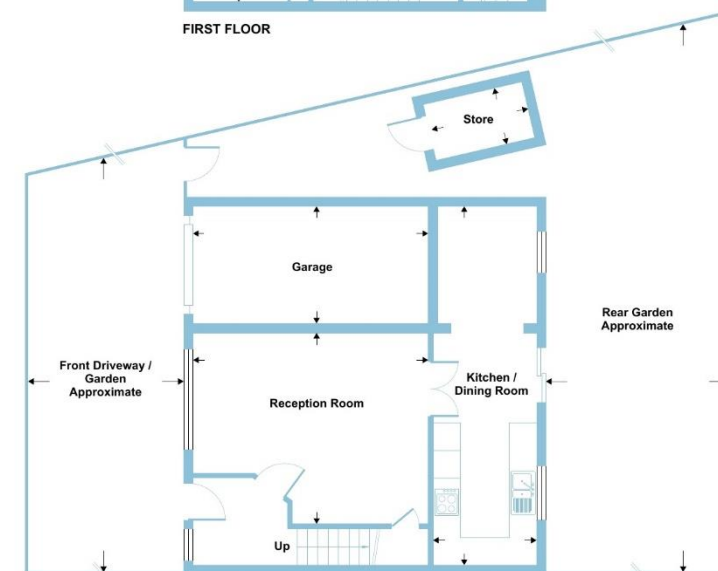 FIRST FLOOR
Store
Garage
Rear Garden
Approximate
Front Driveway /
Garden
Approximate
Kitchen /
Dining Room
Reception Room
Up